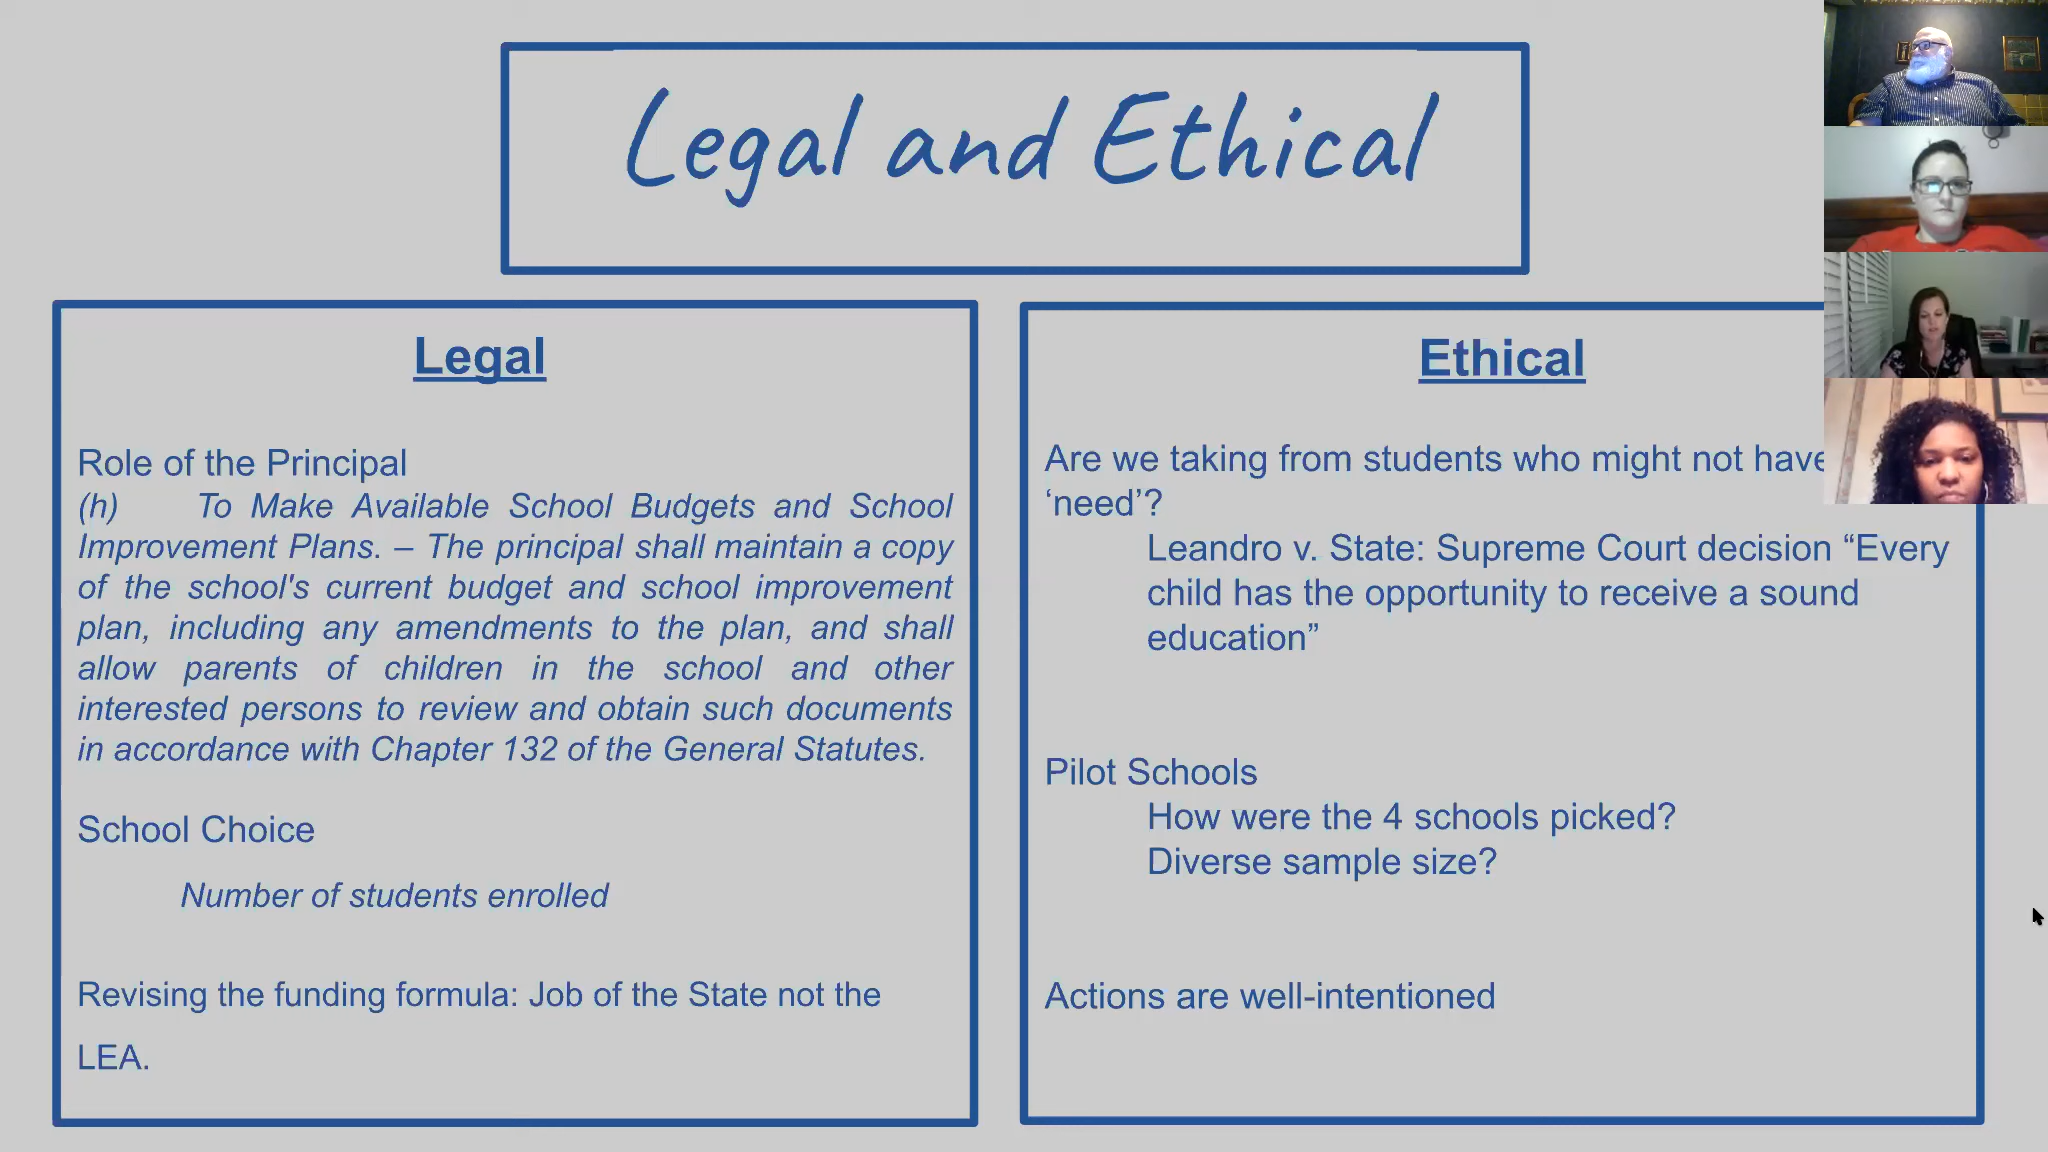 Legal and Ethical
Legal
Role of the Principal
(h) To Make Available School Budgets and School
Improvement Plans. – The principal shall maintain a copy
of the school's current budget and school improvement
plan, including any amendments to the plan, and shall
allow parents of children in the school and other
interested persons to review and obtain such documents
in accordance with Chapter 132 of the General Statutes.
School Choice
Number of students enrolled
Revising the funding formula: Job of the State not the
LEA.
Ethical
Are we taking from students who might not have
‘need’?
Leandro v. State: Supreme Court decision “Every
child has the opportunity to receive a sound
education”
Pilot Schools
How were the 4 schools picked?
Diverse sample size?
Actions are well-intentioned